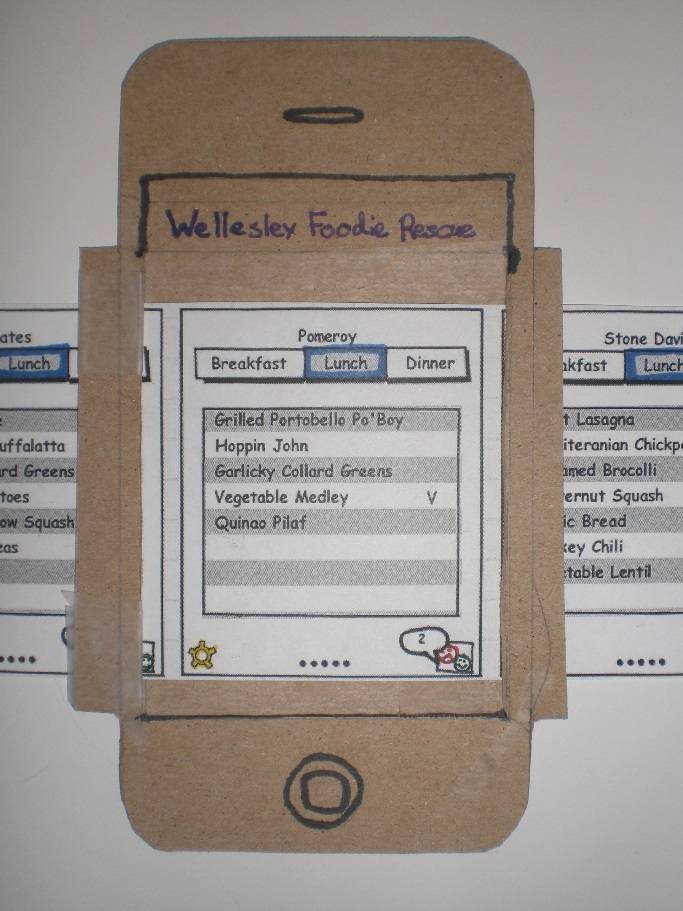 Wellesley Foodie Rescue
ates
Lunch
uffalatta
ard Greens
toes
ow Squash
eas
Pomeroy
Breakfast Lunch Dinner
Grilled Portobello Po'Boy
Hoppin John
Garlicky Collard Greens
Vegetable Medley V
Quinao Pilaf
2
Stone Davi
kfast Lunch
t Lasagna
iteranian Chickp
amed Brocolli
ernut Squash
ic Bread
key Chili
etable Lentil